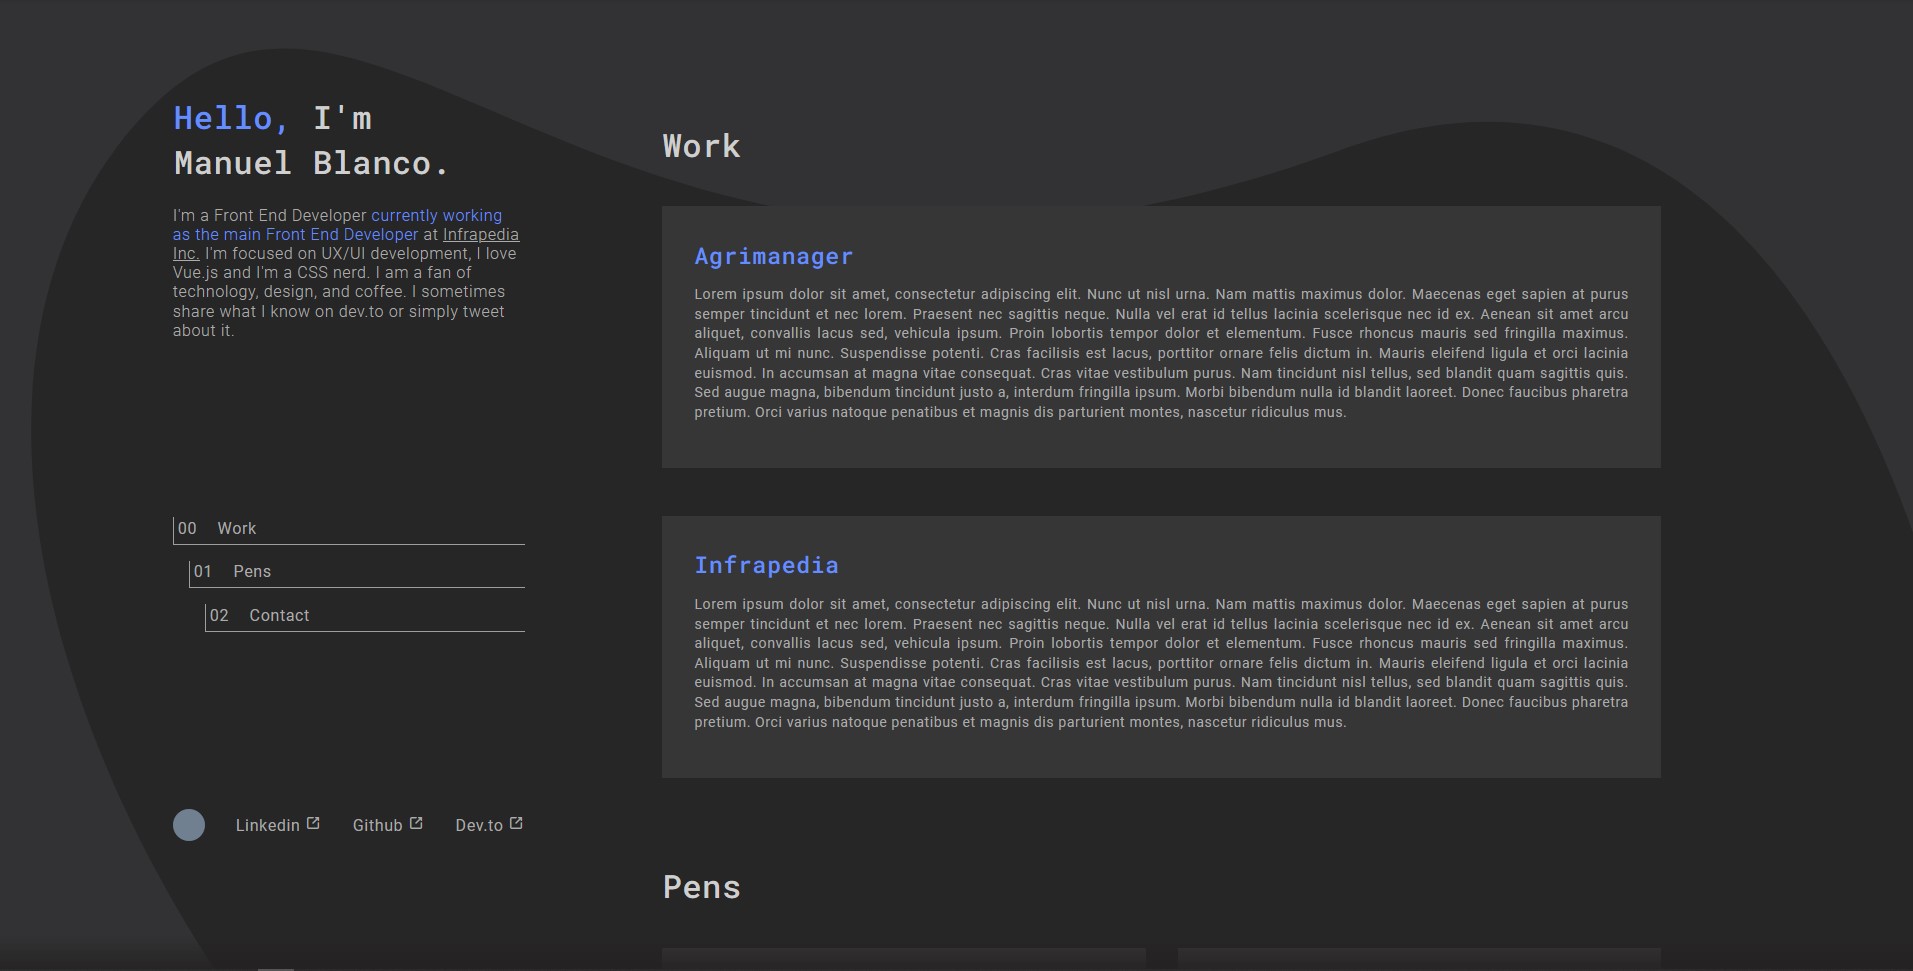 Hello, I'm
Manuel Blanco.
I'm a Front End Developer currently working
as the main Front End Developer at Infrapedia
Inc. I'm focused on UX/UI development, I love
Vue.js and I'm a CSS nerd. I am a fan of
technology, design, and coffee. I sometimes
share what I know on dev.to or simply tweet
about it.
00 Work
01 Pens
02 Contact
Linkedin Github Dev.to
Work
Agrimanager
Lorem ipsum dolor sit amet, consectetur adipiscing elit. Nunc ut nisl urna. Nam mattis maximus dolor. Maecenas eget sapien at purus
semper tincidunt et nec lorem. Praesent nec sagittis neque. Nulla vel erat id tellus lacinia scelerisque nec id ex. Aenean sit amet arcu
aliquet, convallis lacus sed, vehicula ipsum. Proin lobortis tempor dolor et elementum. Fusce rhoncus mauris sed fringilla maximus.
Aliquam ut mi nunc. Suspendisse potenti. Cras facilisis est lacus, porttitor ornare felis dictum in. Mauris eleifend ligula et orci lacinia
euismod. In accumsan at magna vitae consequat. Cras vitae vestibulum purus. Nam tincidunt nisl tellus, sed blandit quam sagittis quis.
Sed augue magna, bibendum tincidunt justo a, interdum fringilla ipsum. Morbi bibendum nulla id blandit laoreet. Donec faucibus pharetra
pretium. Orci varius natoque penatibus et magnis dis parturient montes, nascetur ridiculus mus.
Infrapedia
Lorem ipsum dolor sit amet, consectetur adipiscing elit. Nunc ut nisl urna. Nam mattis maximus dolor. Maecenas eget sapien at purus
semper tincidunt et nec lorem. Praesent nec sagittis neque. Nulla vel erat id tellus lacinia scelerisque nec id ex. Aenean sit amet arcu
aliquet, convallis lacus sed, vehicula ipsum. Proin lobortis tempor dolor et elementum. Fusce rhoncus mauris sed fringilla maximus.
Aliquam ut mi nunc. Suspendisse potenti. Cras facilisis est lacus, porttitor ornare felis dictum in. Mauris eleifend ligula et orci lacinia
euismod. In accumsan at magna vitae consequat. Cras vitae vestibulum purus. Nam tincidunt nisl tellus, sed blandit quam sagittis quis.
Sed augue magna, bibendum tincidunt justo a, interdum fringilla ipsum. Morbi bibendum nulla id blandit laoreet. Donec faucibus pharetra
pretium. Orci varius natoque penatibus et magnis dis parturient montes, nascetur ridiculus mus.
Pens